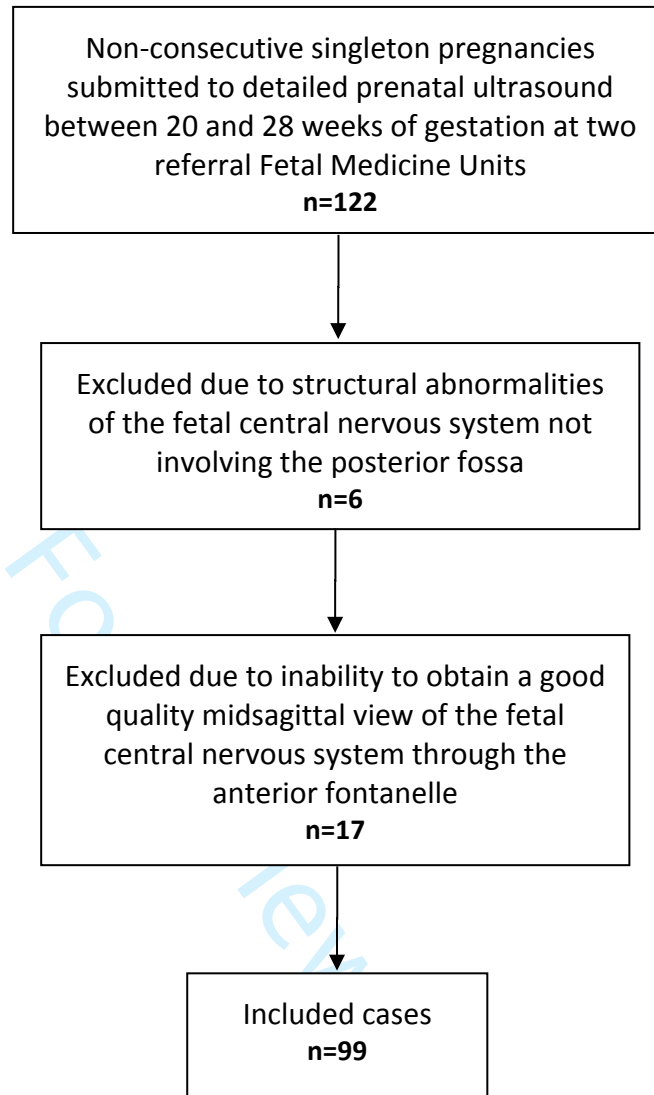 Non-consecutive singleton pregnancies
submitted to detailed prenatal ultrasound
between 20 and 28 weeks of gestation at two
referral Fetal Medicine Units
n=122
Excluded due to structural abnormalities
of the fetal central nervous system not
involving the posterior fossa
n=6
Excluded due to inability to obtain a good
quality midsagittal view of the fetal
central nervous system through the
anterior fontanelle
n=17
Included cases
n=99